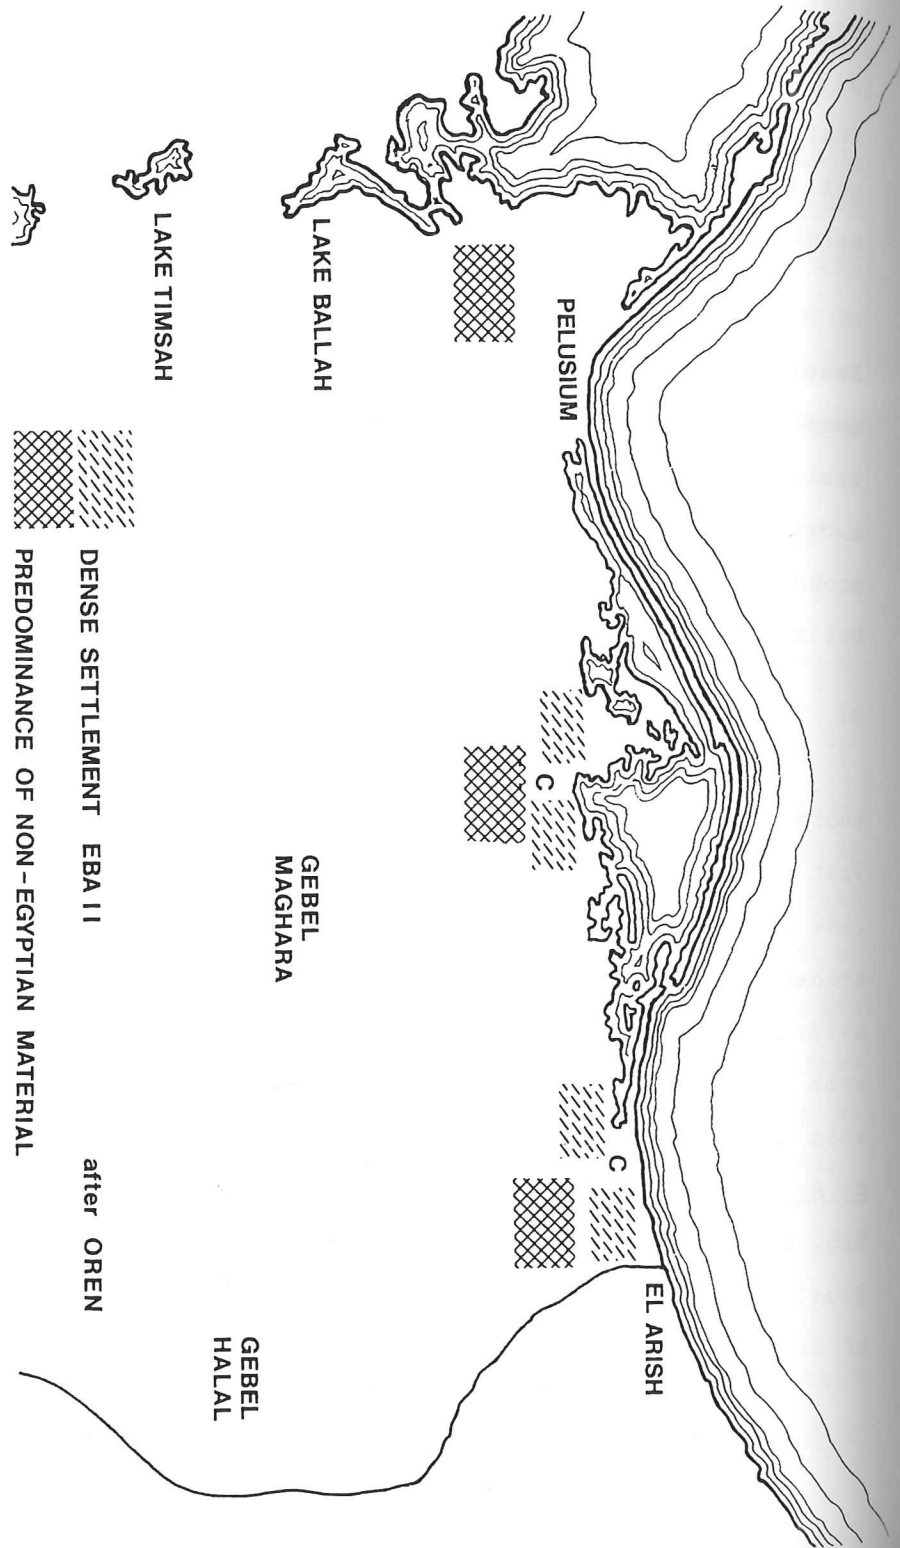 PELUSIUM
EL ARISH
LAKE BALLAH
LAKE TIMSAH
C
C
GEBEL
MAGHARA
GEBEL
HALAL
DENSE SETTLEMENT EBA II
after OREN
PREDOMINANCE OF NON-EGYPTIAN MATERIAL